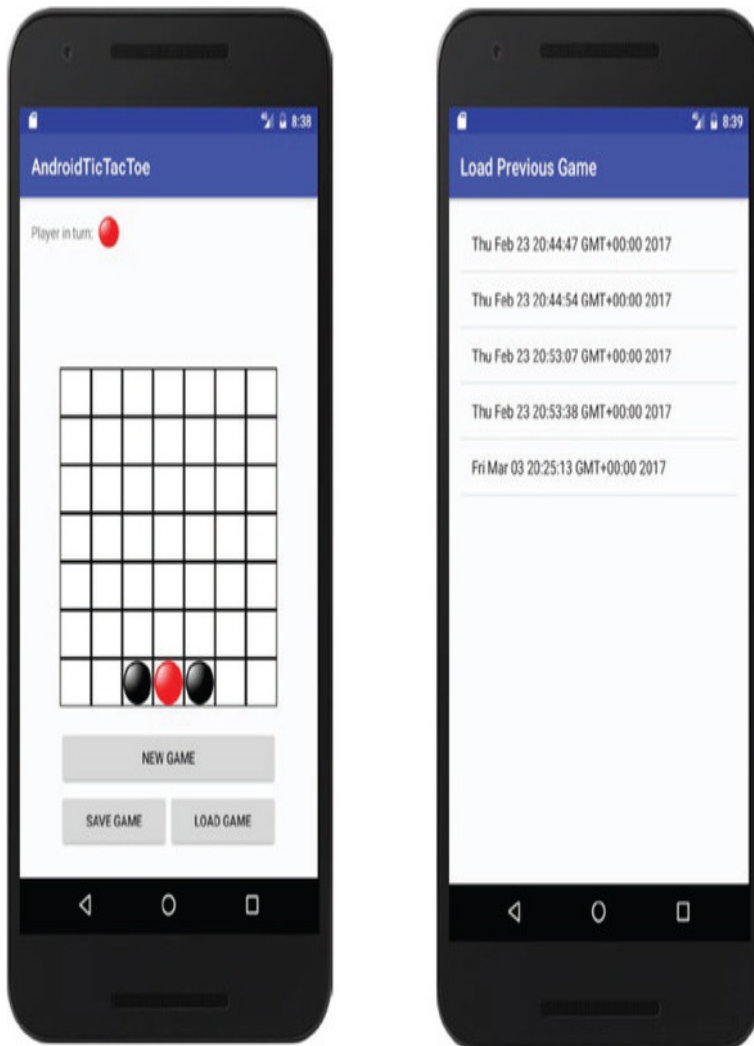 8:38
AndroidTicTacToe
Player in turn:
NEW GAME
SAVE GAME
LOAD GAME
8:39
Load Previous Game
Thu Feb 23 20:44:47 GMT+00:00 2017
Thu Feb 23 20:44:54 GMT+00:00 2017
Thu Feb 23 20:53:07 GMT+00:00 2017
Thu Feb 23 20:53:38 GMT+00:00 2017
Fri Mar 03 20:25:13 GMT+00:00 2017